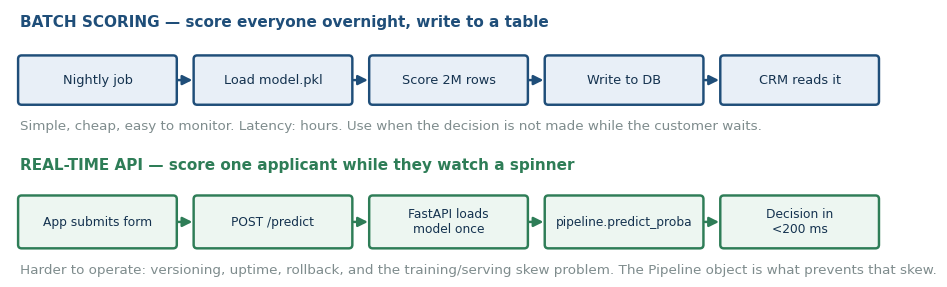 BATCH SCORING — score everyone overnight, write to a table
Nightly job
Load model.pkl
Score 2M rows
Write to DB
CRM reads it
Simple, cheap, easy to monitor. Latency: hours. Use when the decision is not made while the customer waits.
REAL-TIME API — score one applicant while they watch a spinner
App submits form
POST /predict
FastAPI loads
model once
pipeline.predict_proba
Decision in
<200 ms
Harder to operate: versioning, uptime, rollback, and the training/serving skew problem. The Pipeline object is what prevents that skew.